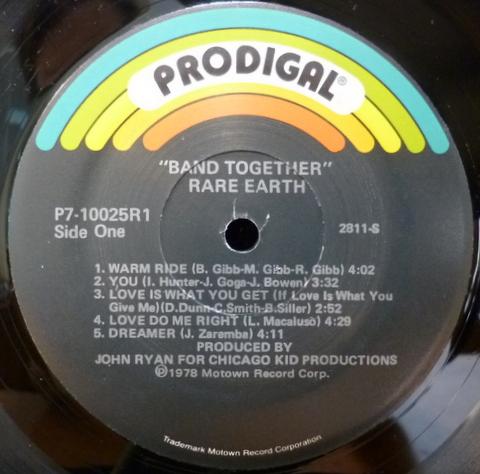 PRODIGAL®
"BAND TOGETHER"
RARE EARTH
P7-10025R1
Side One
2811-S
1. WARM RIDE (B. Gibb-M. Gibb-R. Gibb) 4:02
2. YOU (I. Hunter-J. Goga-J. Bowen) 3:32
3. LOVE IS WHAT YOU GET (If Love Is What You
Give Me)(D.Dunn-C.Smith-B.Siller) 2:52
4. LOVE DO ME RIGHT (L. Macaluso) 4:29
5. DREAMER (J. Zaremba) 4:11
PRODUCED BY
JOHN RYAN FOR CHICAGO KID PRODUCTIONS
℗1978 Motown Record Corp.
Trademark Motown Record Corporation